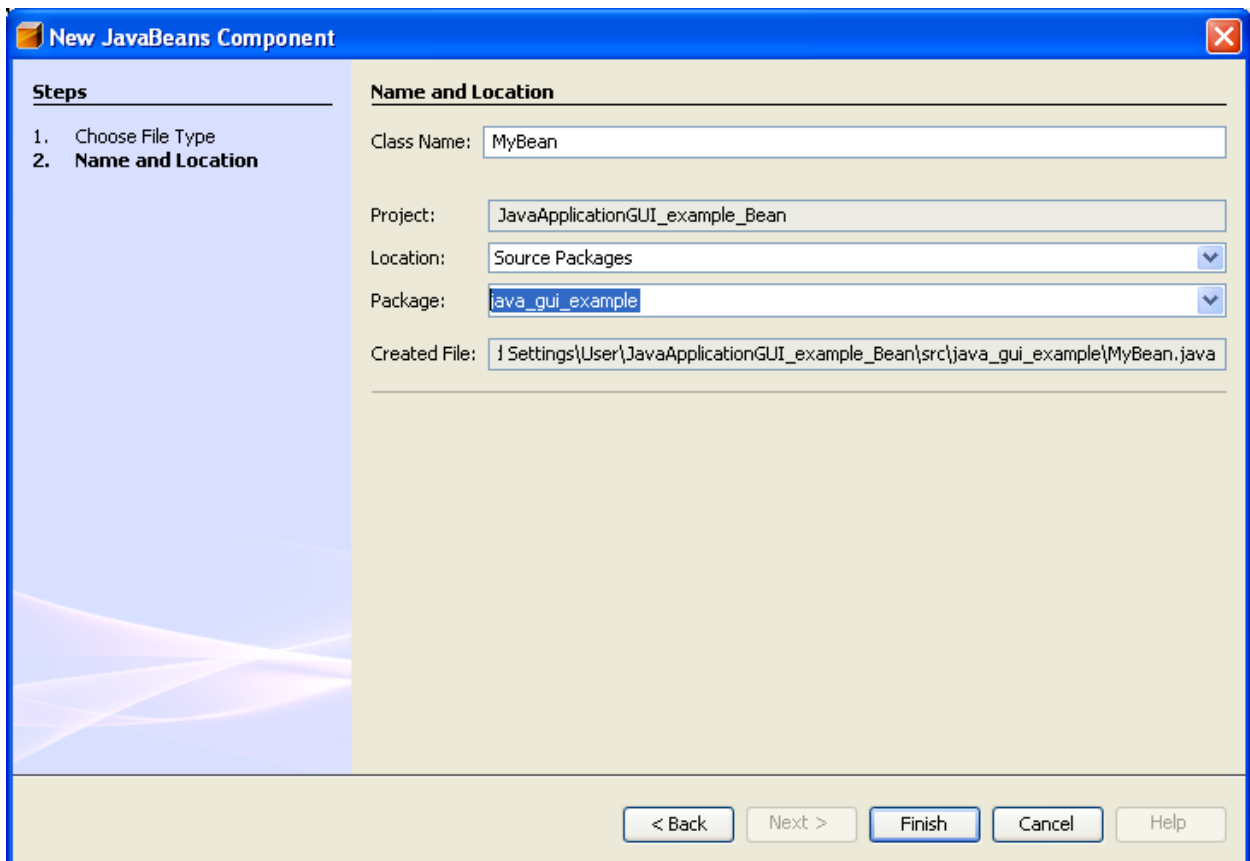 New JavaBeans Component
Steps
1. Choose File Type
2. Name and Location
Name and Location
Class Name: MyBean
Project: JavaApplicationGUI_example_Bean
Location: Source Packages
Package: java_gui_example
Created File: Settings\User\JavaApplicationGUI_example_Bean\src\java_gui_example\MyBean.java
< Back Next > Finish Cancel Help